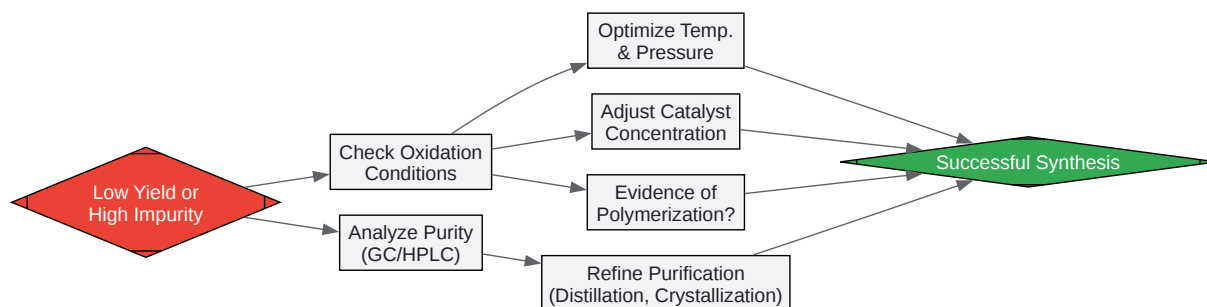 Low Yield or
High Impurity
Check Oxidation
Conditions
Analyze Purity
(GC/HPLC)
Optimize Temp.
& Pressure
Adjust Catalyst
Concentration
Evidence of
Polymerization?
Refine Purification
(Distillation, Crystallization)
Successful Synthesis